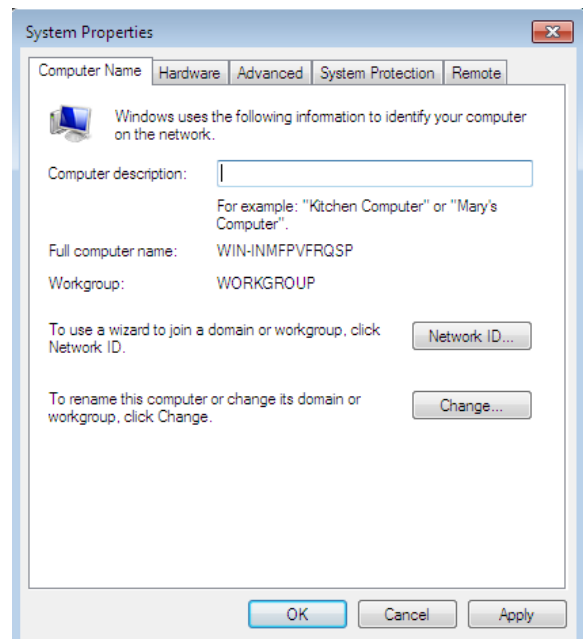 System Properties
Computer Name Hardware Advanced System Protection Remote
Windows uses the following information to identify your computer
on the network.
Computer description:
For example: "Kitchen Computer" or "Mary's
Computer".
Full computer name: WIN-INMFPVFRQSP
Workgroup: WORKGROUP
To use a wizard to join a domain or workgroup, click
Network ID.
Network ID...
To rename this computer or change its domain or
workgroup, click Change.
Change...
OK Cancel Apply